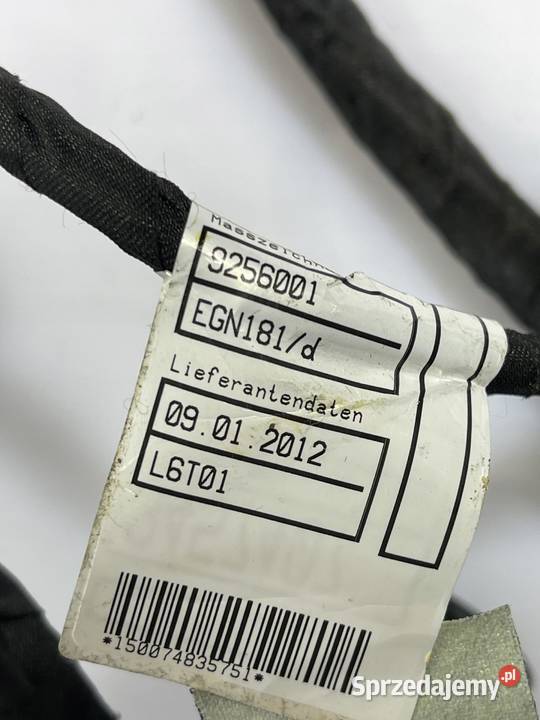 9256001
EGN181/d
Lieferantendaten
09.01.2012
L6T01
*150074835751*
Sprzedajemy.pl